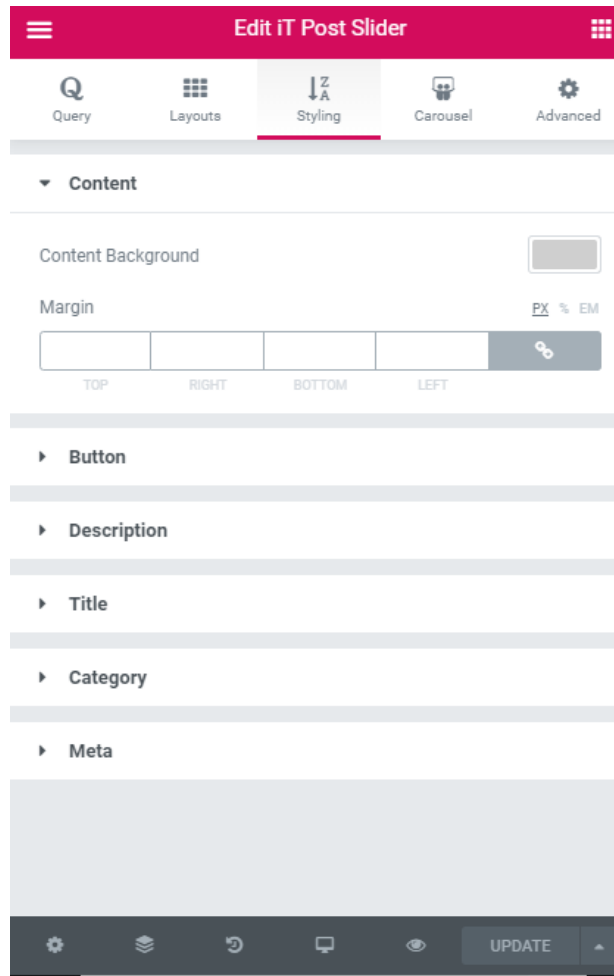 Edit iT Post Slider
Query Layouts Styling Carousel Advanced
Content
Content Background
Margin PX % EM
TOP RIGHT BOTTOM LEFT
Button
Description
Title
Category
Meta
UPDATE